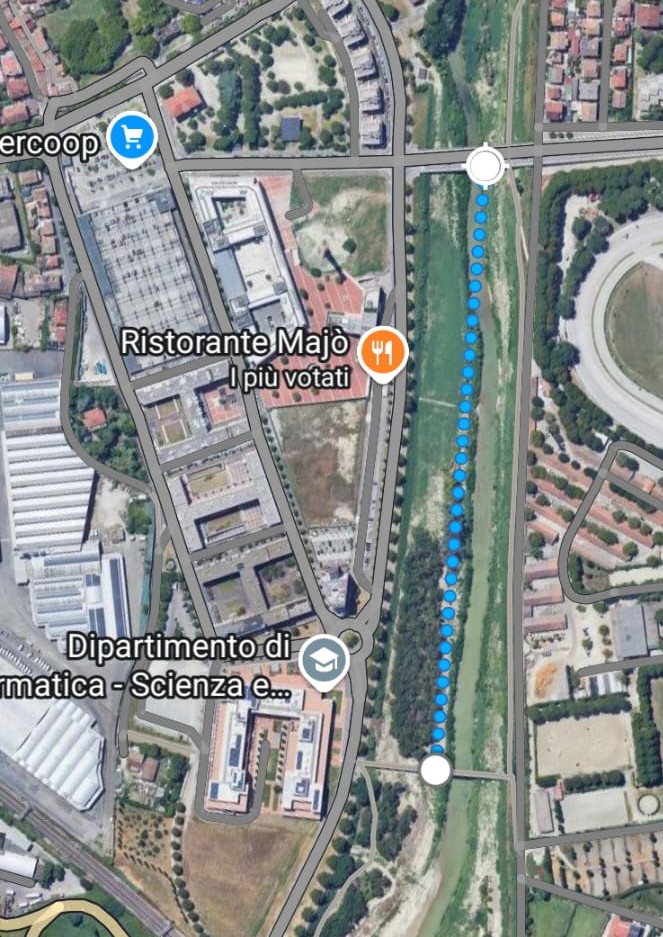 ercoop
Ristorante Majò
I più votati
Dipartimento di
rmatica - Scienza e...